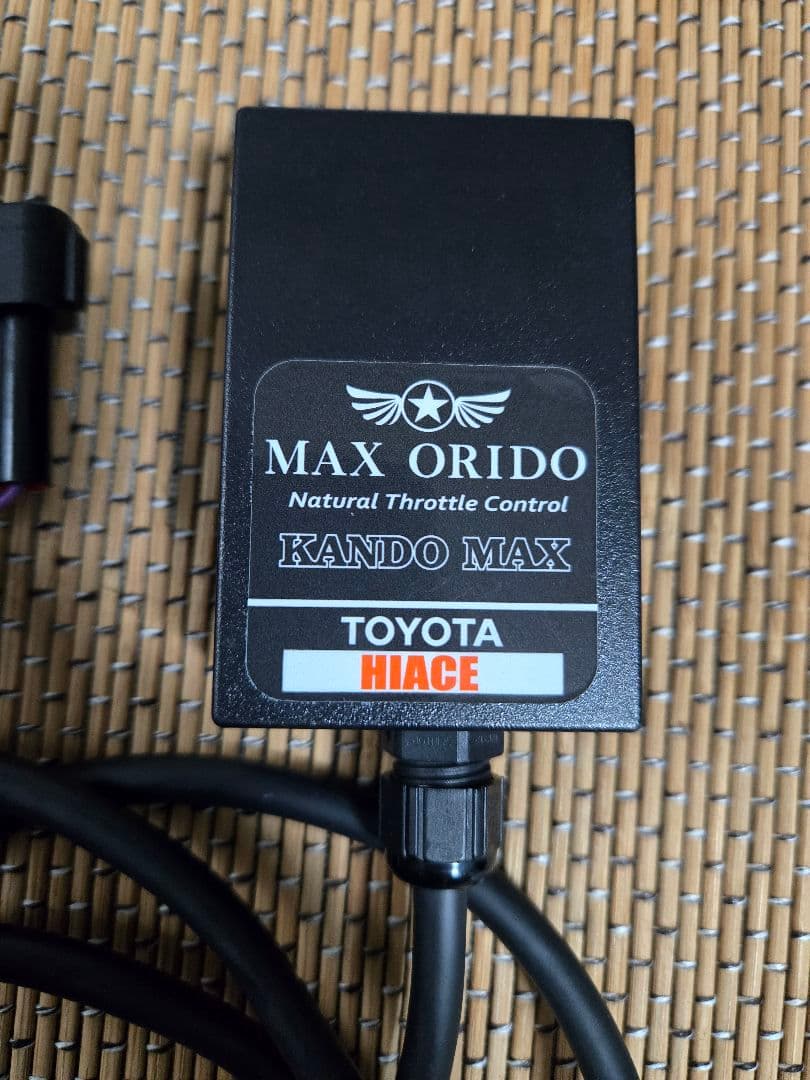 MAX ORIDO
Natural Throttle Control
KANDO MAX
TOYOTA
HIACE